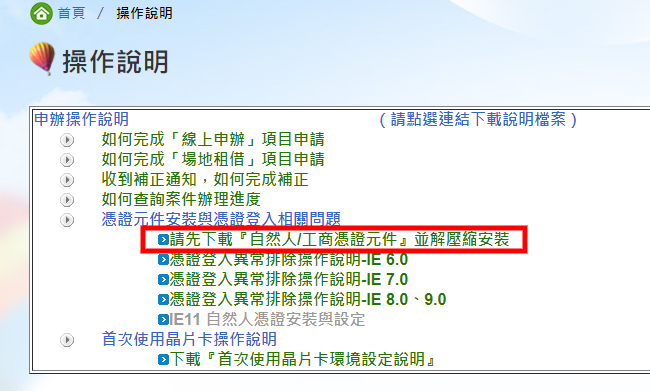 首頁 / 操作說明
操作說明
申辦操作說明 （請點選連結下載說明檔案）
如何完成「線上申辦」項目申請
如何完成「場地租借」項目申請
收到補正通知，如何完成補正
如何查詢案件辦理進度
憑證元件安裝與憑證登入相關問題
請先下載『自然人/工商憑證元件』並解壓縮安裝
憑證登入異常排除操作說明-IE 6.0
憑證登入異常排除操作說明-IE 7.0
憑證登入異常排除操作說明-IE 8.0、9.0
IE11 自然人憑證安裝與設定
首次使用晶片卡操作說明
下載『首次使用晶片卡環境設定說明』